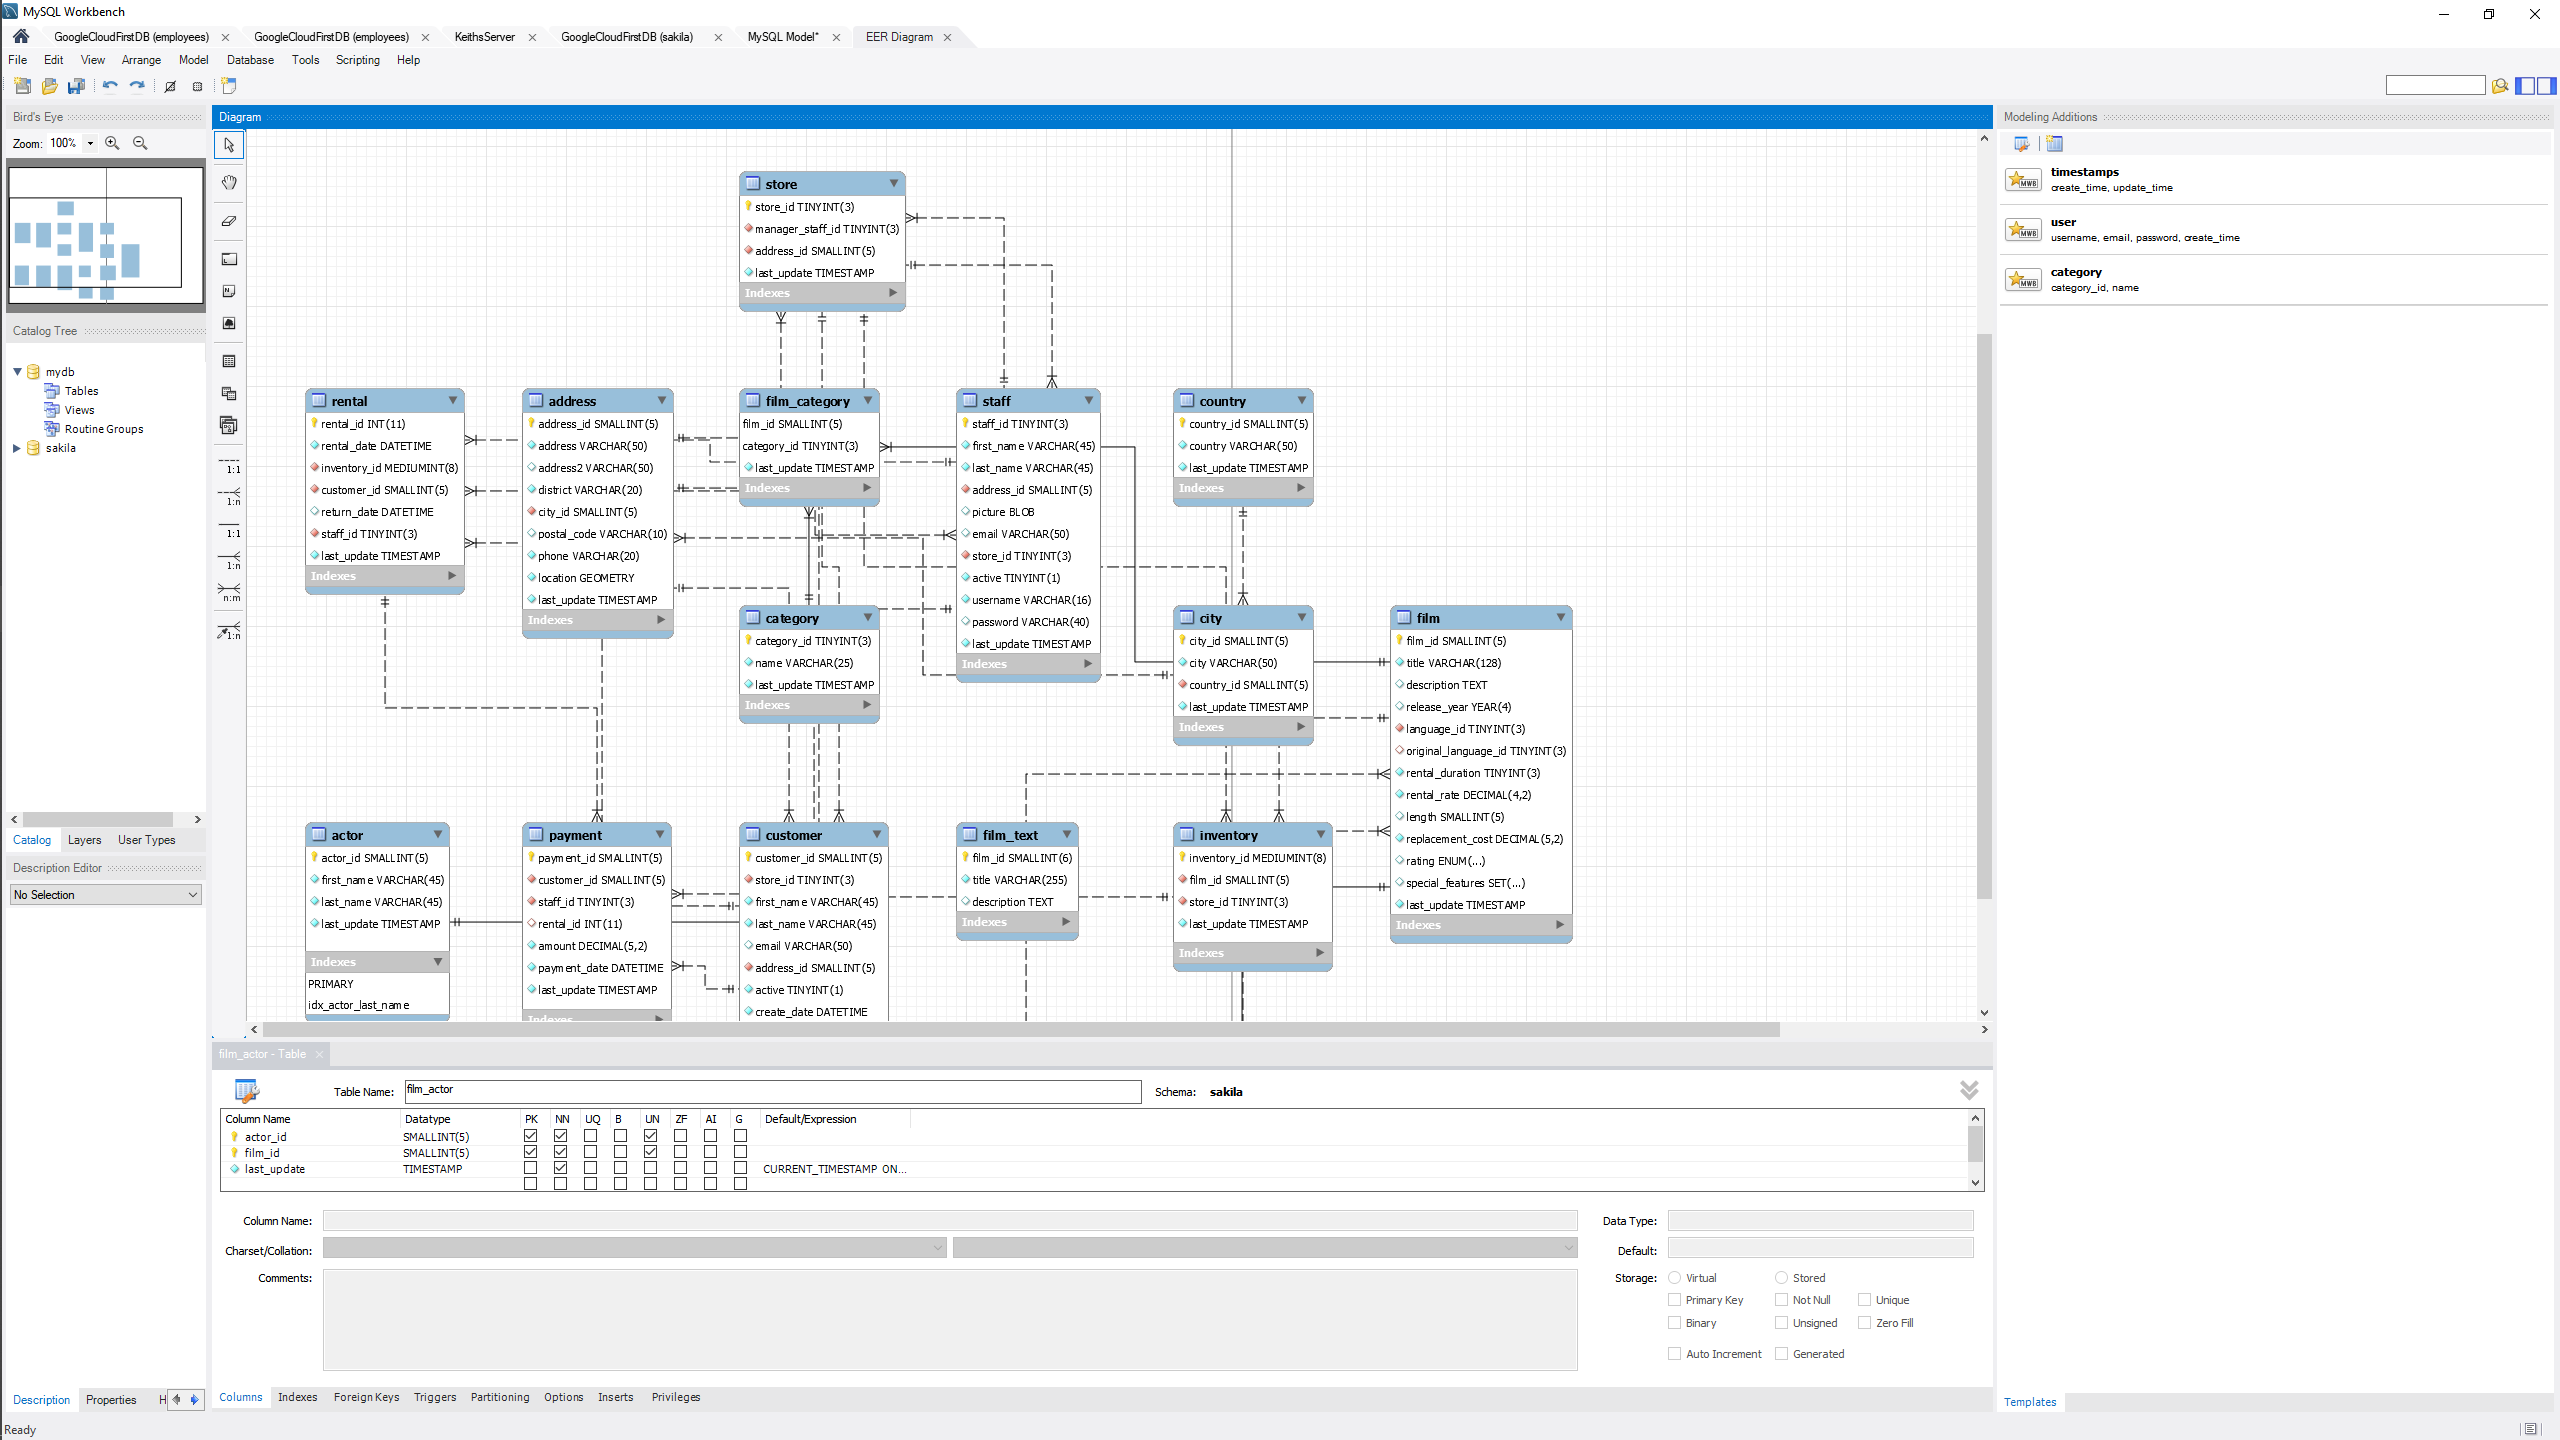 MySQL Workbench
GoogleCloudFirstDB (employees)
GoogleCloudFirstDB (employees)
KeithsServer
GoogleCloudFirstDB (sakila)
MySQL Model*
EER Diagram
File Edit View Arrange Model Database Tools Scripting Help
Bird's Eye
Zoom: 100%
Catalog Tree
mydb
Tables
Views
Routine Groups
sakila
Catalog Layers User Types
Description Editor
No Selection
Description Properties H
Diagram
1:1
1:n
1:1
1:n
n:m
1:n
store
store_id TINYINT(3)
manager_staff_id TINYINT(3)
address_id SMALLINT(5)
last_update TIMESTAMP
Indexes
rental
rental_id INT(11)
rental_date DATETIME
inventory_id MEDIUMINT(8)
customer_id SMALLINT(5)
return_date DATETIME
staff_id TINYINT(3)
last_update TIMESTAMP
Indexes
address
address_id SMALLINT(5)
address VARCHAR(50)
address2 VARCHAR(50)
district VARCHAR(20)
city_id SMALLINT(5)
postal_code VARCHAR(10)
phone VARCHAR(20)
location GEOMETRY
last_update TIMESTAMP
Indexes
film_category
film_id SMALLINT(5)
category_id TINYINT(3)
last_update TIMESTAMP
Indexes
staff
staff_id TINYINT(3)
first_name VARCHAR(45)
last_name VARCHAR(45)
address_id SMALLINT(5)
picture BLOB
email VARCHAR(50)
store_id TINYINT(3)
active TINYINT(1)
username VARCHAR(16)
password VARCHAR(40)
last_update TIMESTAMP
Indexes
country
country_id SMALLINT(5)
country VARCHAR(50)
last_update TIMESTAMP
Indexes
category
category_id TINYINT(3)
name VARCHAR(25)
last_update TIMESTAMP
Indexes
city
city_id SMALLINT(5)
city VARCHAR(50)
country_id SMALLINT(5)
last_update TIMESTAMP
Indexes
film
film_id SMALLINT(5)
title VARCHAR(128)
description TEXT
release_year YEAR(4)
language_id TINYINT(3)
original_language_id TINYINT(3)
rental_duration TINYINT(3)
rental_rate DECIMAL(4,2)
length SMALLINT(5)
replacement_cost DECIMAL(5,2)
rating ENUM(...)
special_features SET(...)
last_update TIMESTAMP
Indexes
actor
actor_id SMALLINT(5)
first_name VARCHAR(45)
last_name VARCHAR(45)
last_update TIMESTAMP
Indexes
PRIMARY
idx_actor_last_name
payment
payment_id SMALLINT(5)
customer_id SMALLINT(5)
staff_id TINYINT(3)
rental_id INT(11)
amount DECIMAL(5,2)
payment_date DATETIME
last_update TIMESTAMP
Indexes
customer
customer_id SMALLINT(5)
store_id TINYINT(3)
first_name VARCHAR(45)
last_name VARCHAR(45)
email VARCHAR(50)
address_id SMALLINT(5)
active TINYINT(1)
create_date DATETIME
film_text
film_id SMALLINT(6)
title VARCHAR(255)
description TEXT
Indexes
inventory
inventory_id MEDIUMINT(8)
film_id SMALLINT(5)
store_id TINYINT(3)
last_update TIMESTAMP
Indexes
film_actor - Table
Table Name: film_actor Schema: sakila
Column Name Datatype PK NN UQ B UN ZF AI G Default/Expression
actor_id SMALLINT(5)
film_id SMALLINT(5)
last_update TIMESTAMP CURRENT_TIMESTAMP ON...
Column Name: Data Type:
Charset/Collation: Default:
Comments: Storage: Virtual Stored
Primary Key Not Null Unique
Binary Unsigned Zero Fill
Auto Increment Generated
Columns Indexes Foreign Keys Triggers Partitioning Options Inserts Privileges
Modeling Additions
MWB
timestamps
create_time, update_time
MWB
user
username, email, password, create_time
MWB
category
category_id, name
Templates
Ready